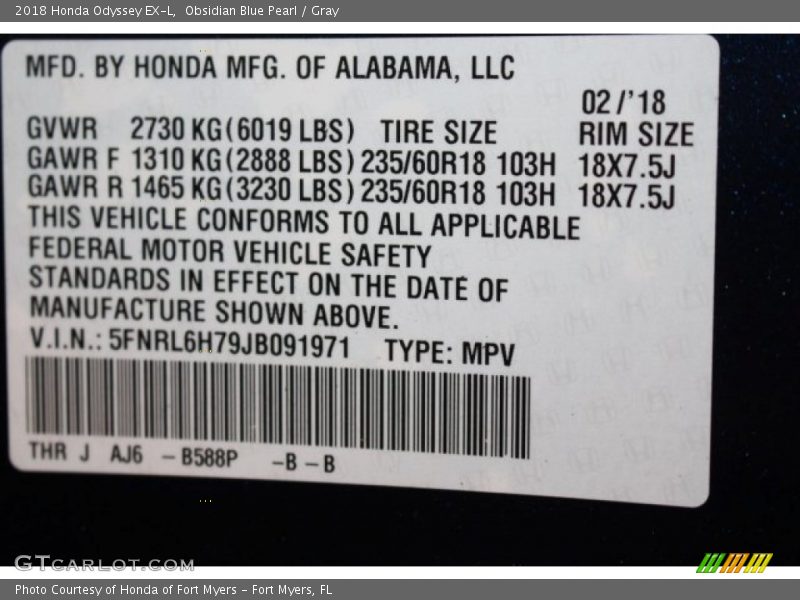 2018 Honda Odyssey EX-L,  Obsidian Blue Pearl / Gray
MFD. BY HONDA MFG. OF ALABAMA, LLC
02/'18
GVWR 2730 KG(6019 LBS) TIRE SIZE RIM SIZE
GAWR F 1310 KG(2888 LBS) 235/60R18 103H 18X7.5J
GAWR R 1465 KG(3230 LBS) 235/60R18 103H 18X7.5J
THIS VEHICLE CONFORMS TO ALL APPLICABLE
FEDERAL MOTOR VEHICLE SAFETY
STANDARDS IN EFFECT ON THE DATE OF
MANUFACTURE SHOWN ABOVE.
V.I.N.: 5FNRL6H79JB091971 TYPE: MPV
THR J AJ6 - B588P -B - B
GTCARLOT.COM
Photo Courtesy of Honda of Fort Myers - Fort Myers, FL